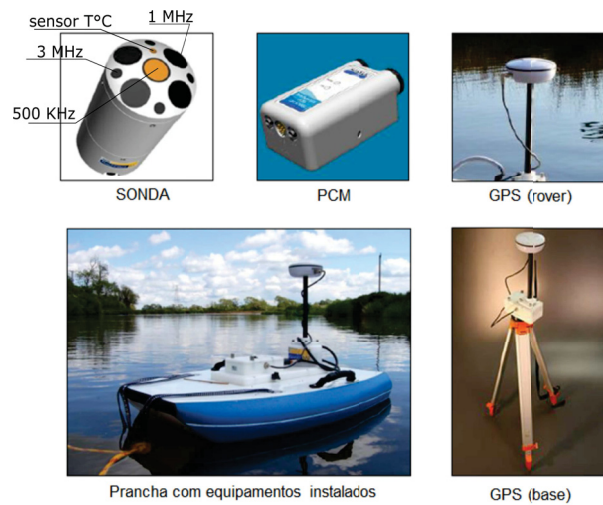 sensor T°C
1 MHz
3 MHz
500 KHz
SONDA
PCM
GPS (rover)
Prancha com equipamentos instalados
GPS (base)